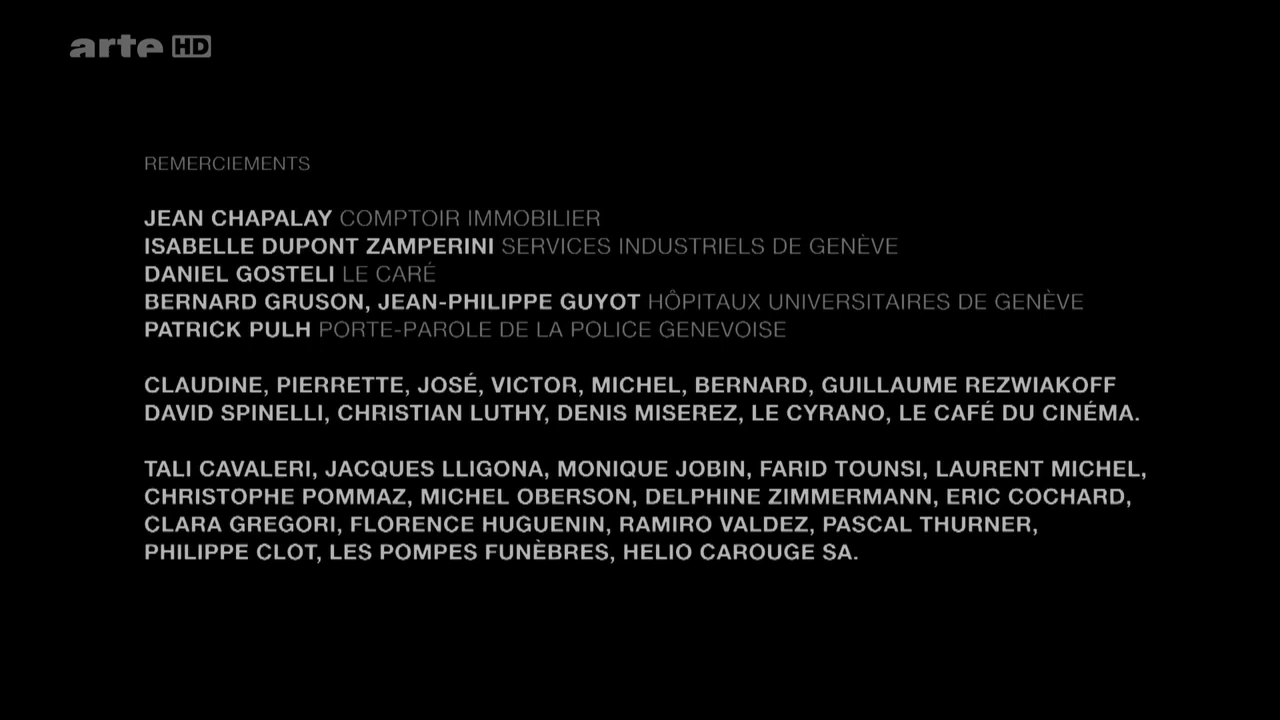 arte HD
REMERCIEMENTS
JEAN CHAPALAY COMPTOIR IMMOBILIER
ISABELLE DUPONT ZAMPERINI SERVICES INDUSTRIELS DE GENÈVE
DANIEL GOSTELI LE CARÉ
BERNARD GRUSON, JEAN-PHILIPPE GUYOT HÔPITAUX UNIVERSITAIRES DE GENÈVE
PATRICK PULH PORTE-PAROLE DE LA POLICE GENEVOISE
CLAUDINE, PIERRETTE, JOSÉ, VICTOR, MICHEL, BERNARD, GUILLAUME REZWIAKOFF
DAVID SPINELLI, CHRISTIAN LUTHY, DENIS MISEREZ, LE CYRANO, LE CAFÉ DU CINÉMA.
TALI CAVALERI, JACQUES LLIGONA, MONIQUE JOBIN, FARID TOUNSI, LAURENT MICHEL,
CHRISTOPHE POMMAZ, MICHEL OBERSON, DELPHINE ZIMMERMANN, ERIC COCHARD,
CLARA GREGORI, FLORENCE HUGUENIN, RAMIRO VALDEZ, PASCAL THURNER,
PHILIPPE CLOT, LES POMPES FUNÈBRES, HELIO CAROUGE SA.